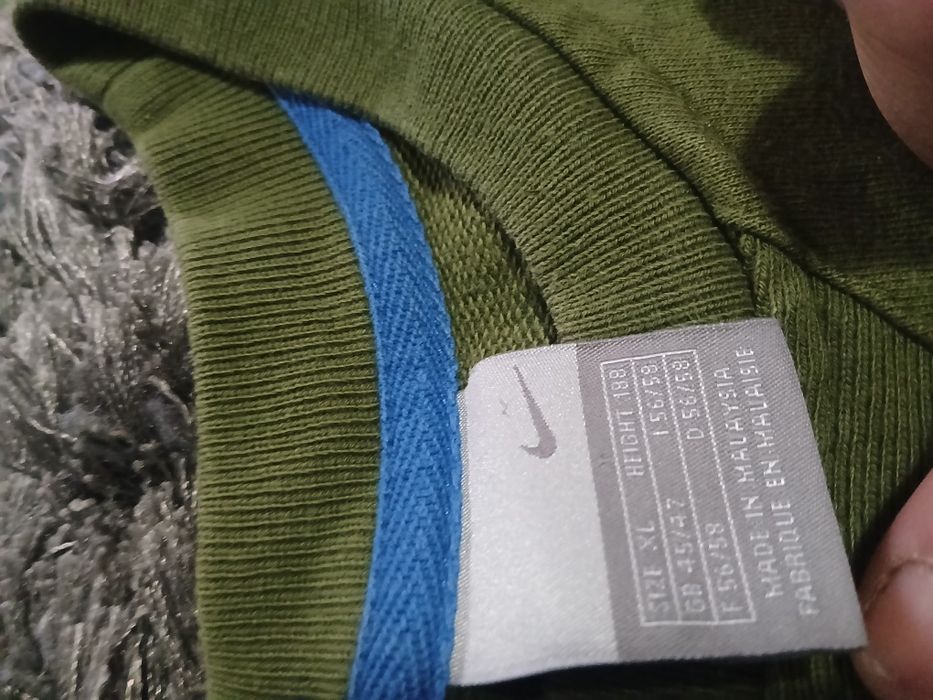 SIZE XL HEIGHT 188
GB 45/47 I 56/58
F 56/58 D 56/58
MADE IN MALAYSIA
FABRIQUE EN MALAISIE